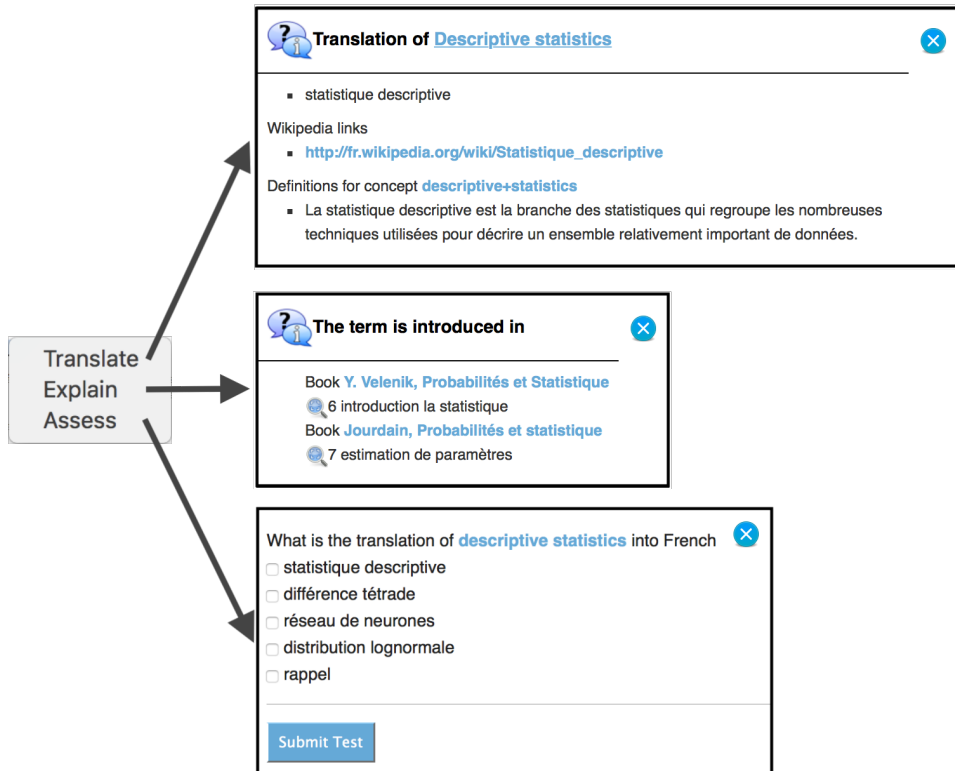 Translate
Explain
Assess
Translation of Descriptive statistics
statistique descriptive
Wikipedia links
http://fr.wikipedia.org/wiki/Statistique_descriptive
Definitions for concept descriptive+statistics
La statistique descriptive est la branche des statistiques qui regroupe les nombreuses
techniques utilisées pour décrire un ensemble relativement important de données.
The term is introduced in
Book Y. Velenik, Probabilités et Statistique
6 introduction la statistique
Book Jourdain, Probabilités et statistique
7 estimation de paramètres
What is the translation of descriptive statistics into French
statistique descriptive
différence tétrade
réseau de neurones
distribution lognormale
rappel
Submit Test